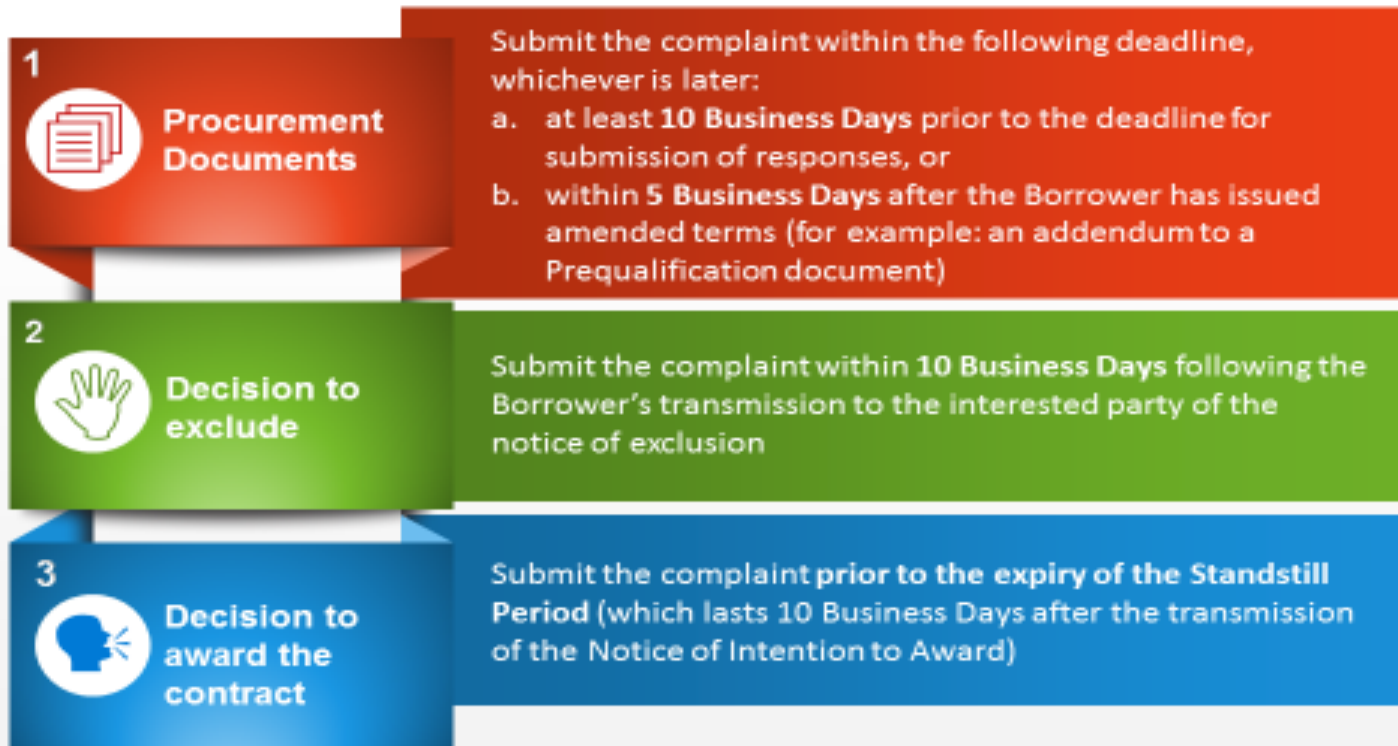 1
Procurement
Documents
Submit the complaint within the following deadline,
whichever is later:
a. at least 10 Business Days prior to the deadline for
submission of responses, or
b. within 5 Business Days after the Borrower has issued
amended terms (for example: an addendum to a
Prequalification document)
2
Decision to
exclude
Submit the complaint within 10 Business Days following the
Borrower's transmission to the interested party of the
notice of exclusion
3
Decision to
award the
contract
Submit the complaint prior to the expiry of the Standstill
Period (which lasts 10 Business Days after the transmission
of the Notice of Intention to Award)